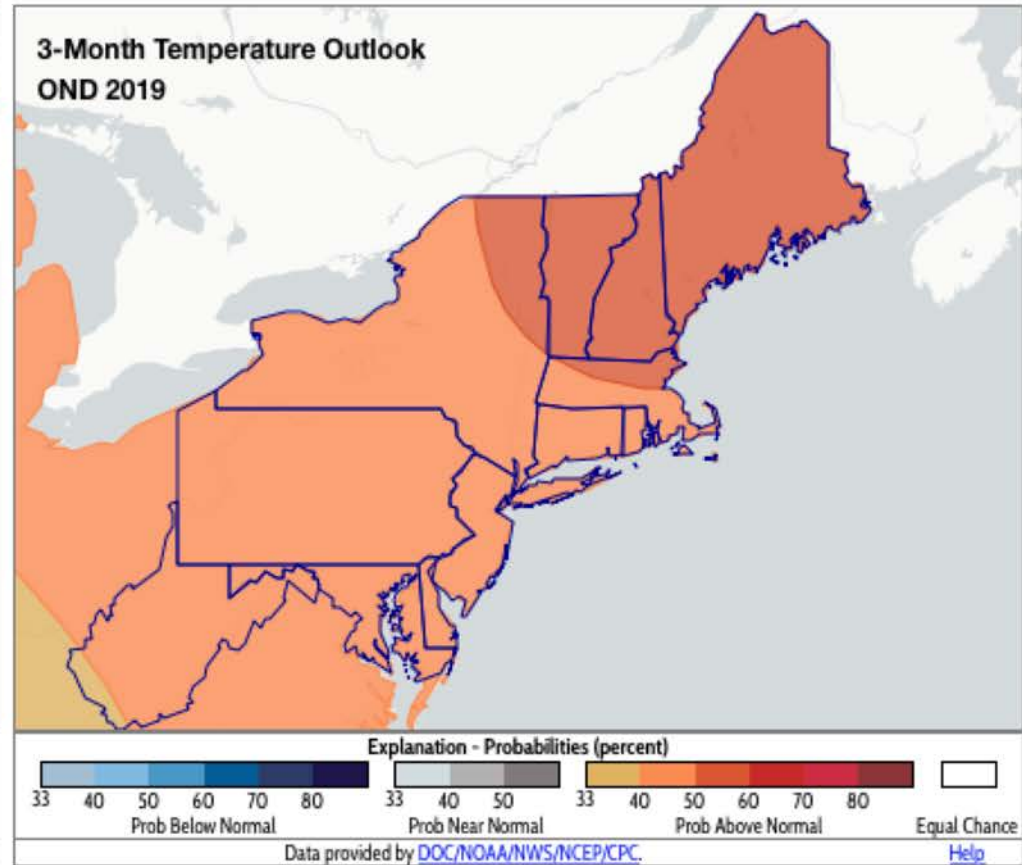 3-Month Temperature Outlook
OND 2019
Explanation - Probabilities (percent)
33 40 50 60 70 80 33 40 50 33 40 50 60 70 80
Prob Below Normal Prob Near Normal Prob Above Normal Equal Chance
Data provided by DOC/NOAA/NWS/NCEP/CPC. Help